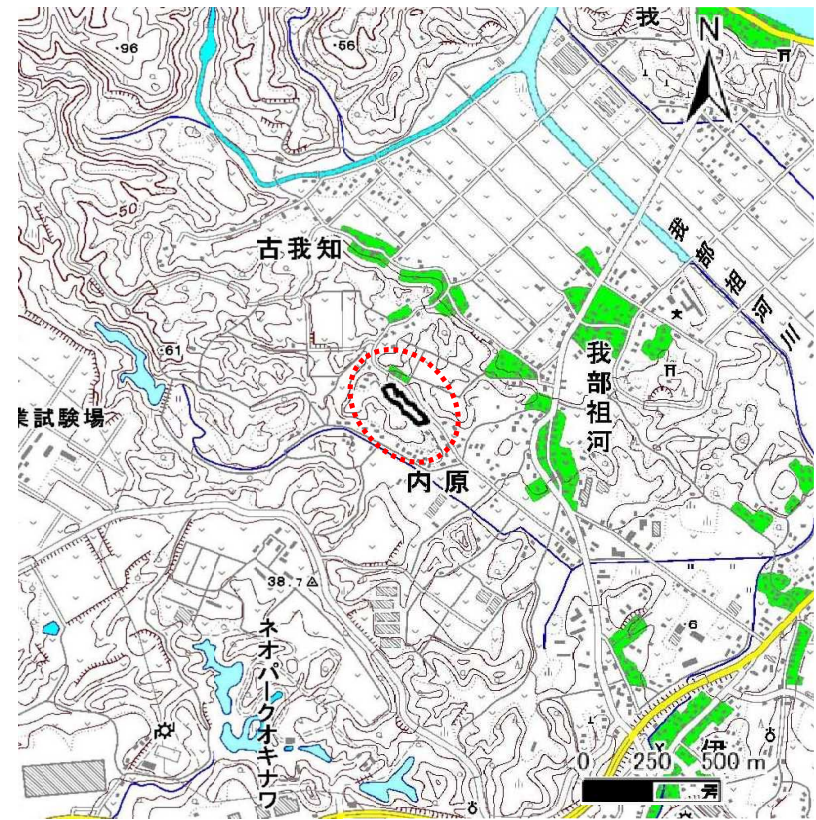 我
N
・96
・56
50
古我知
我部祖河川
・61
我部祖河
業試験場
内原
38.7
ネオパークオキナワ
6
伊
0 250 500 m